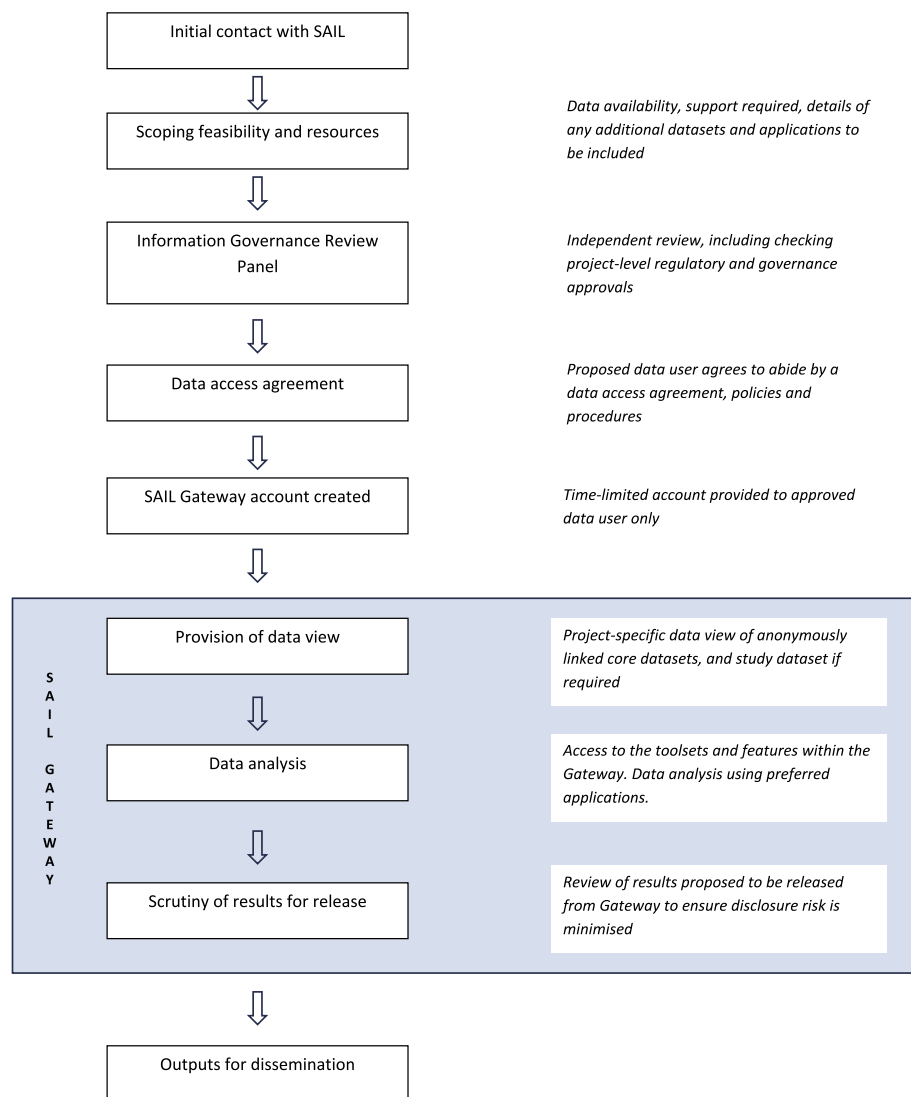 Initial contact with SAIL
Scoping feasibility and resources
Data availability, support required, details of
any additional datasets and applications to
be included
Information Governance Review
Panel
Independent review, including checking
project-level regulatory and governance
approvals
Data access agreement
Proposed data user agrees to abide by a
data access agreement, policies and
procedures
SAIL Gateway account created
Time-limited account provided to approved
data user only
SAIL GATEWAY
Provision of data view
Project-specific data view of anonymously
linked core datasets, and study dataset if
required
Data analysis
Access to the toolsets and features within the
Gateway. Data analysis using preferred
applications.
Scrutiny of results for release
Review of results proposed to be released
from Gateway to ensure disclosure risk is
minimised
Outputs for dissemination